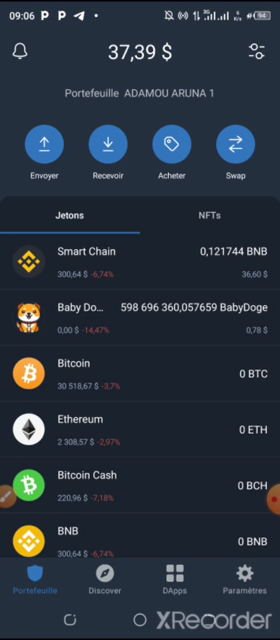 09:06
94
37,39 $
Portefeuille ADAMOU ARUNA 1
Envoyer
Recevoir
Acheter
Swap
Jetons
NFTs
Smart Chain
0,121744 BNB
300,64 $ -6,74%
36,60 $
Baby Do...
598 696 360,057659 BabyDoge
0,00 $ -14,47%
0,78 $
Bitcoin
30 518,67 $ -3,7%
0 BTC
Ethereum
2 308,57 $ -2,97%
0 ETH
Bitcoin Cash
220,96 $ -7,18%
0 BCH
BNB
300,64 $ -6,74%
0 BNB
Portefeuille
Discover
DApps
Paramètres
XRecorder